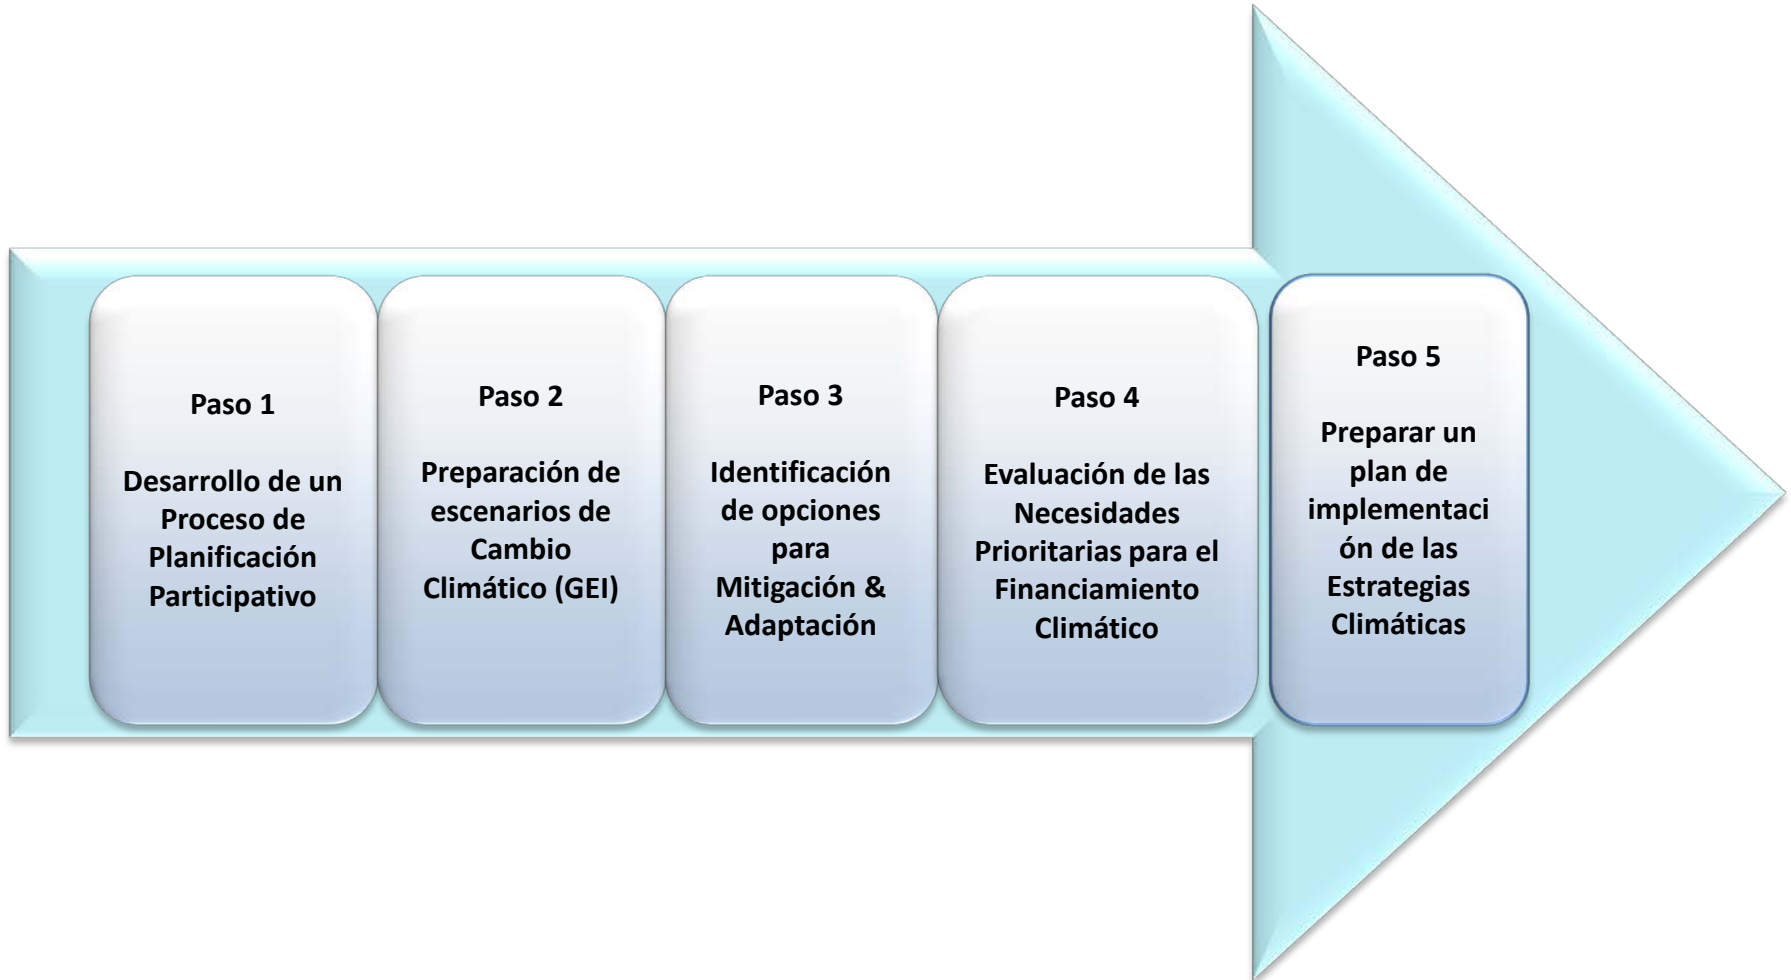 Paso 1
Desarrollo de un
Proceso de
Planificación
Participativo
Paso 2
Preparación de
escenarios de
Cambio
Climático (GEI)
Paso 3
Identificación
de opciones
para
Mitigación &
Adaptación
Paso 4
Evaluación de las
Necesidades
Prioritarias para el
Financiamiento
Climático
Paso 5
Preparar un
plan de
implementaci
ón de las
Estrategias
Climáticas